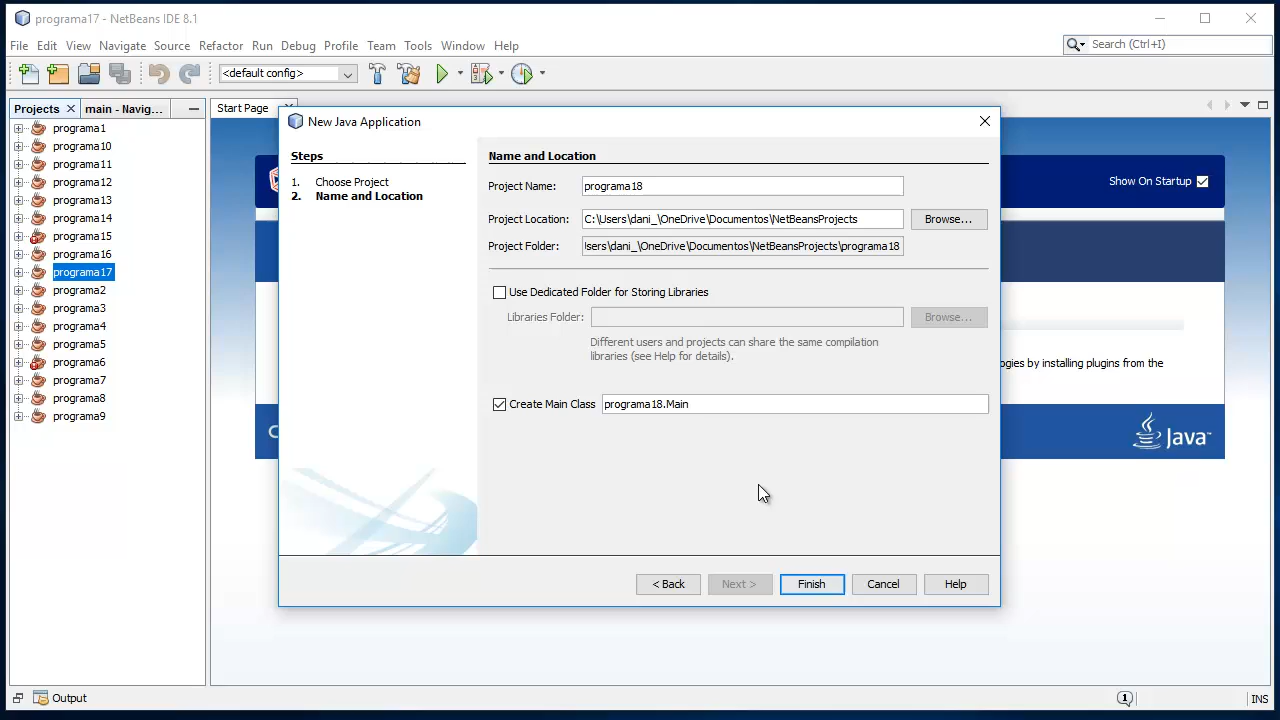 programa17 - NetBeans IDE 8.1
File Edit View Navigate Source Refactor Run Debug Profile Team Tools Window Help
Search (Ctrl+I)
<default config>
Projects
main - Navig...
Start Page
programa1
programa10
programa11
programa12
programa13
programa14
programa15
programa16
programa17
programa2
programa3
programa4
programa5
programa6
programa7
programa8
programa9
Show On Startup
ogies by installing plugins from the
Java™
New Java Application
Steps
1. Choose Project
2. Name and Location
Name and Location
Project Name: programa18
Project Location: C:\Users\dani_\OneDrive\Documentos\NetBeansProjects Browse...
Project Folder: Isers\dani_\OneDrive\Documentos\NetBeansProjects\programa18
Use Dedicated Folder for Storing Libraries
Libraries Folder: Browse...
Different users and projects can share the same compilation
libraries (see Help for details).
Create Main Class programa18.Main
< Back Next > Finish Cancel Help
Output
1
INS